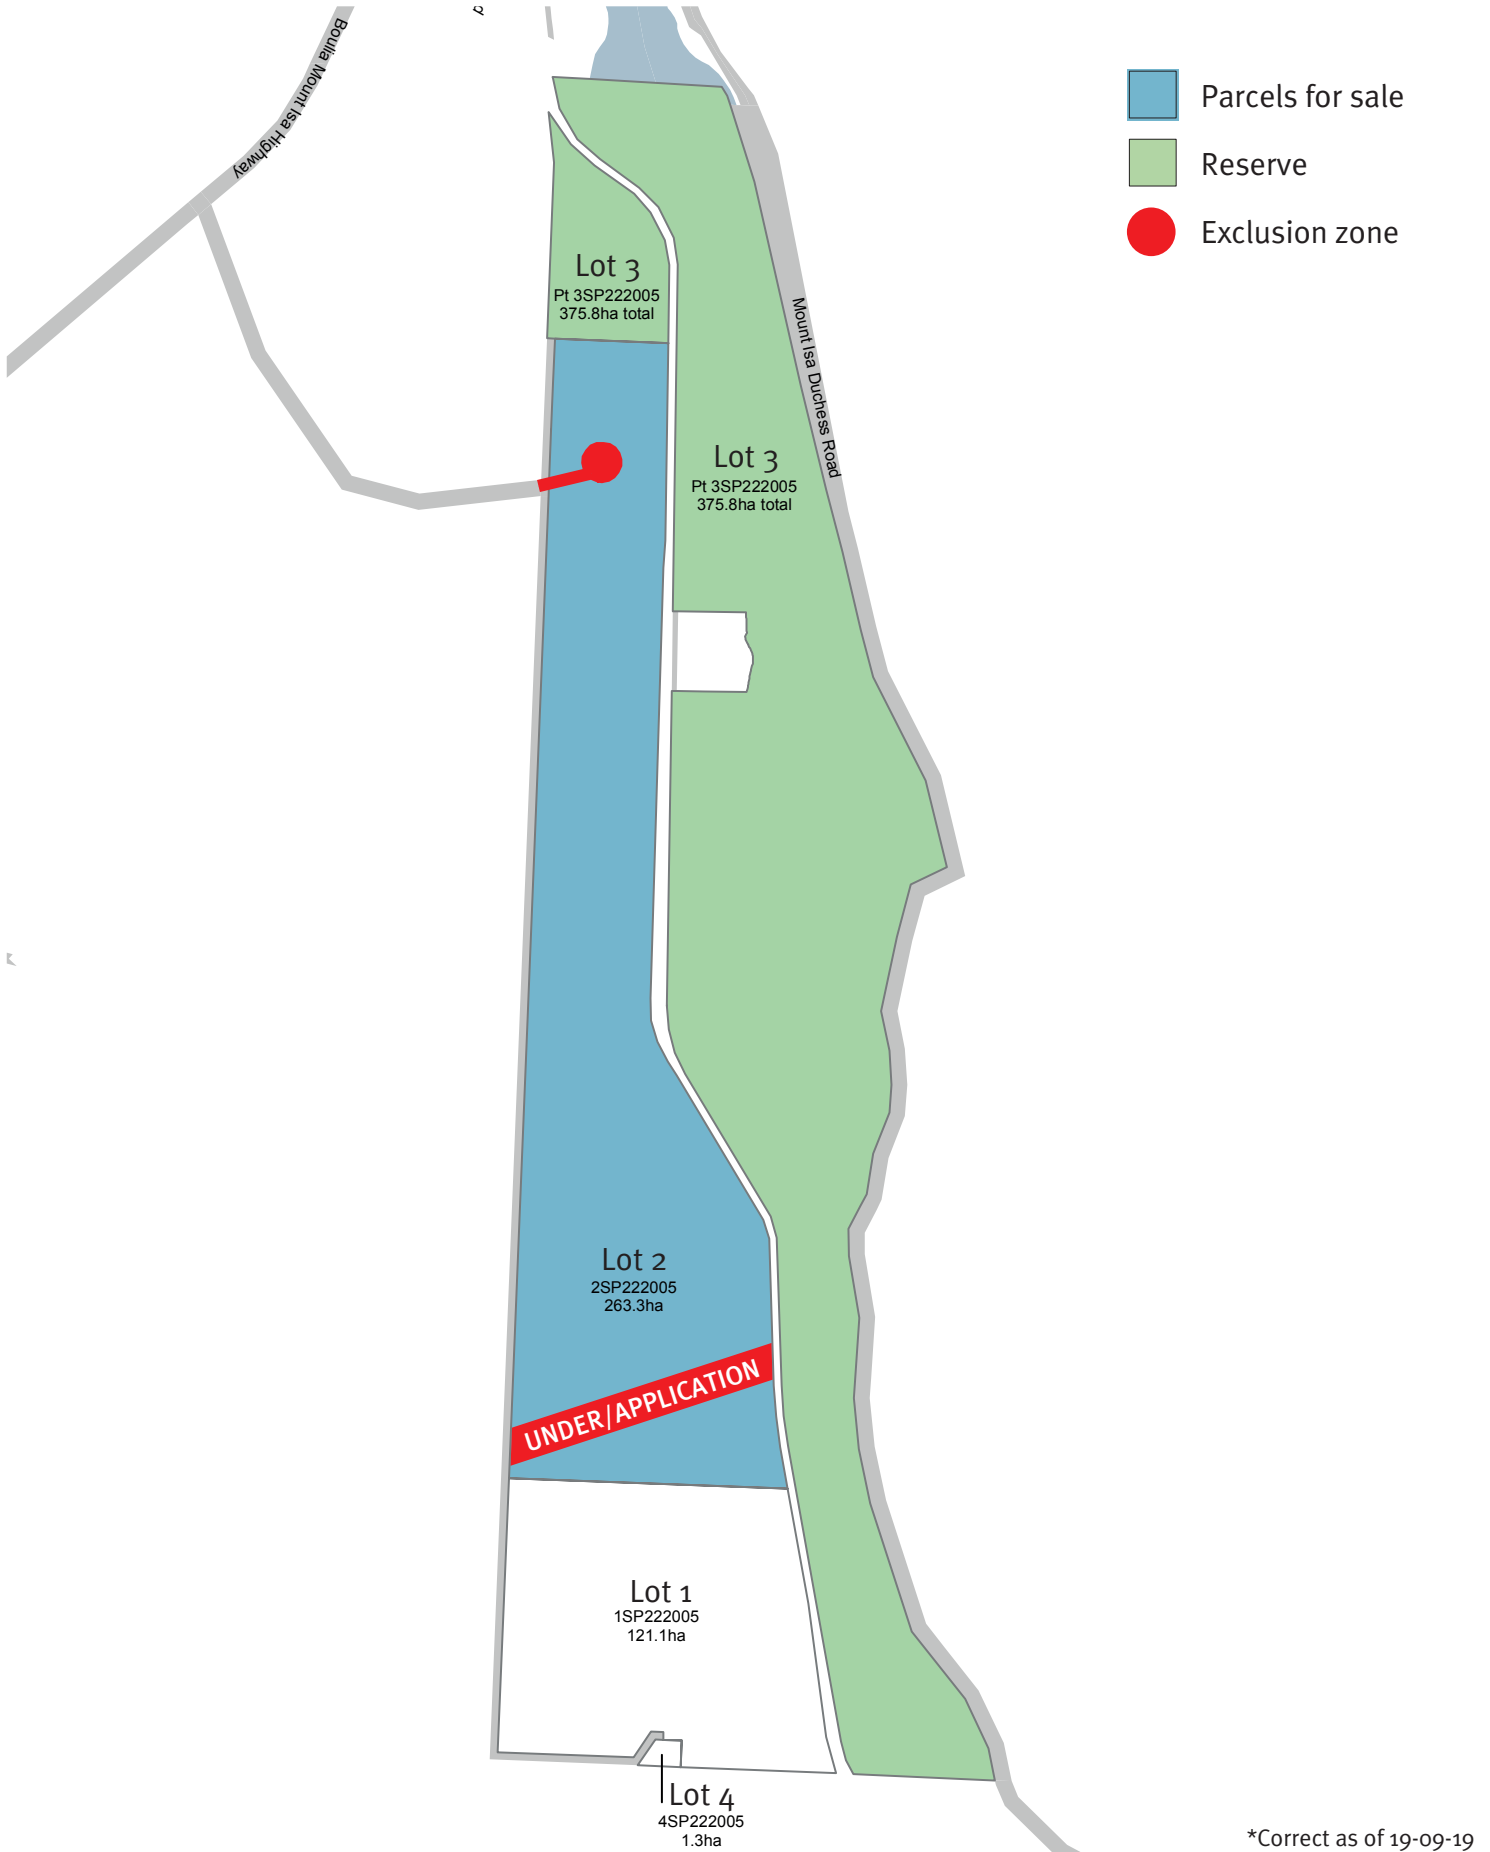 Boulia Mount Isa Highway
Parcels for sale
Reserve
Exclusion zone
Lot 3
Pt 3SP222005
375.8ha total
Mount Isa Duchess Road
Lot 3
Pt 3SP222005
375.8ha total
Lot 2
2SP222005
263.3ha
UNDER/APPLICATION
Lot 1
1SP222005
121.1ha
Lot 4
4SP222005
1.3ha
*Correct as of 19-09-19